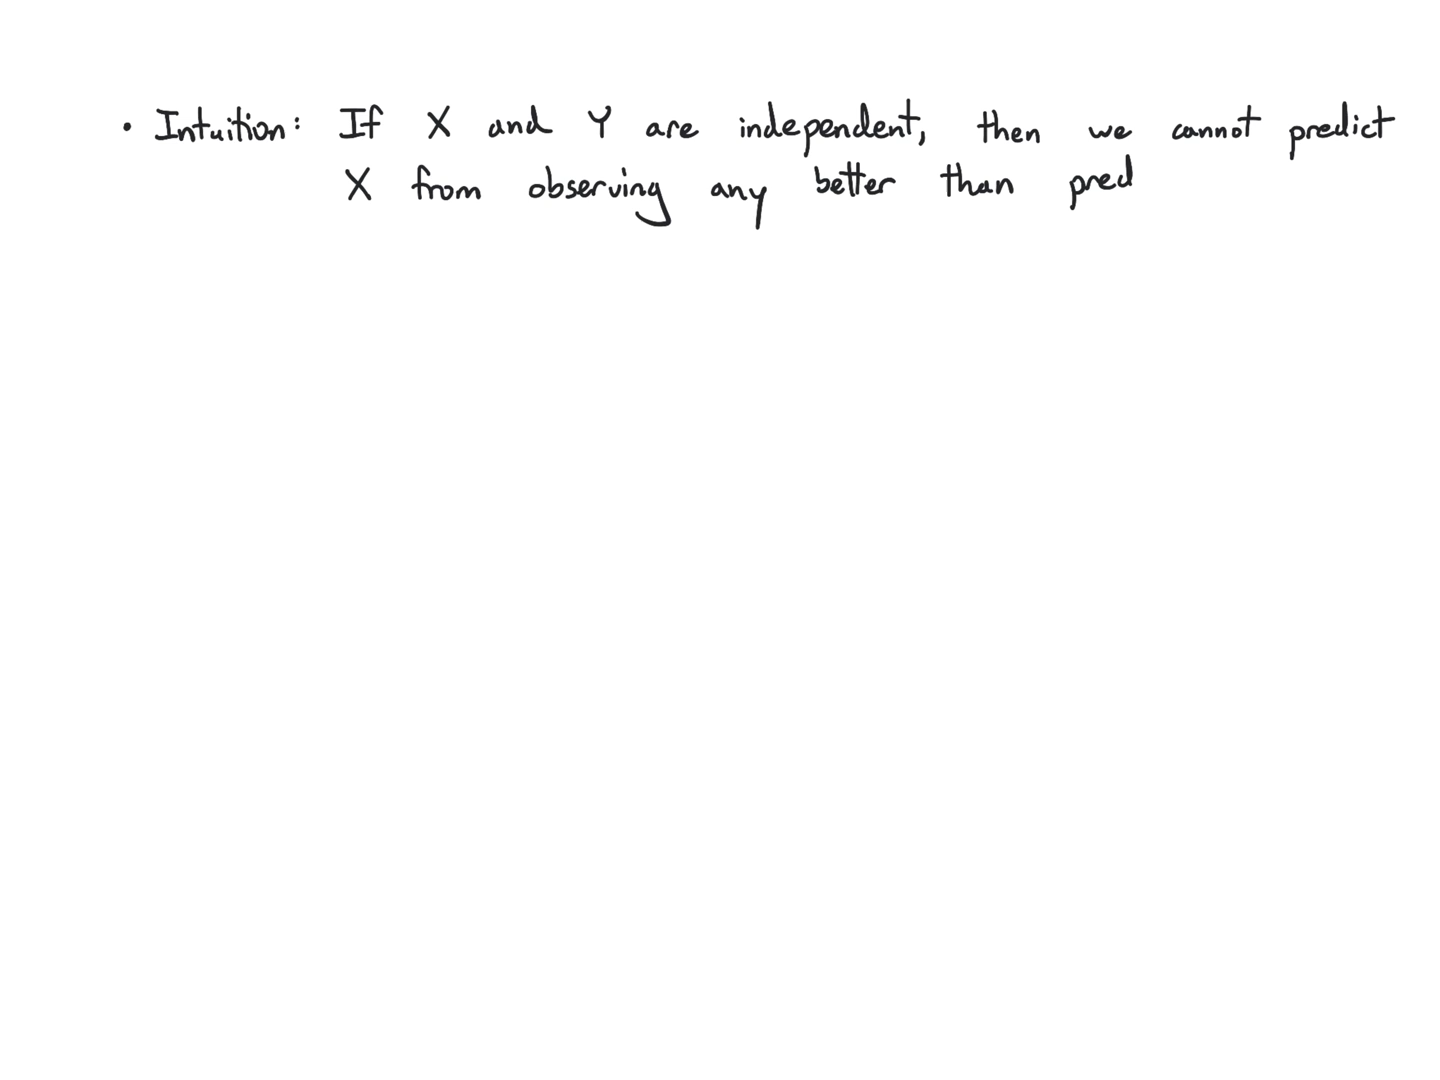 • Intuition: If X and Y are independent, then we cannot predict
X from observing any better than pred